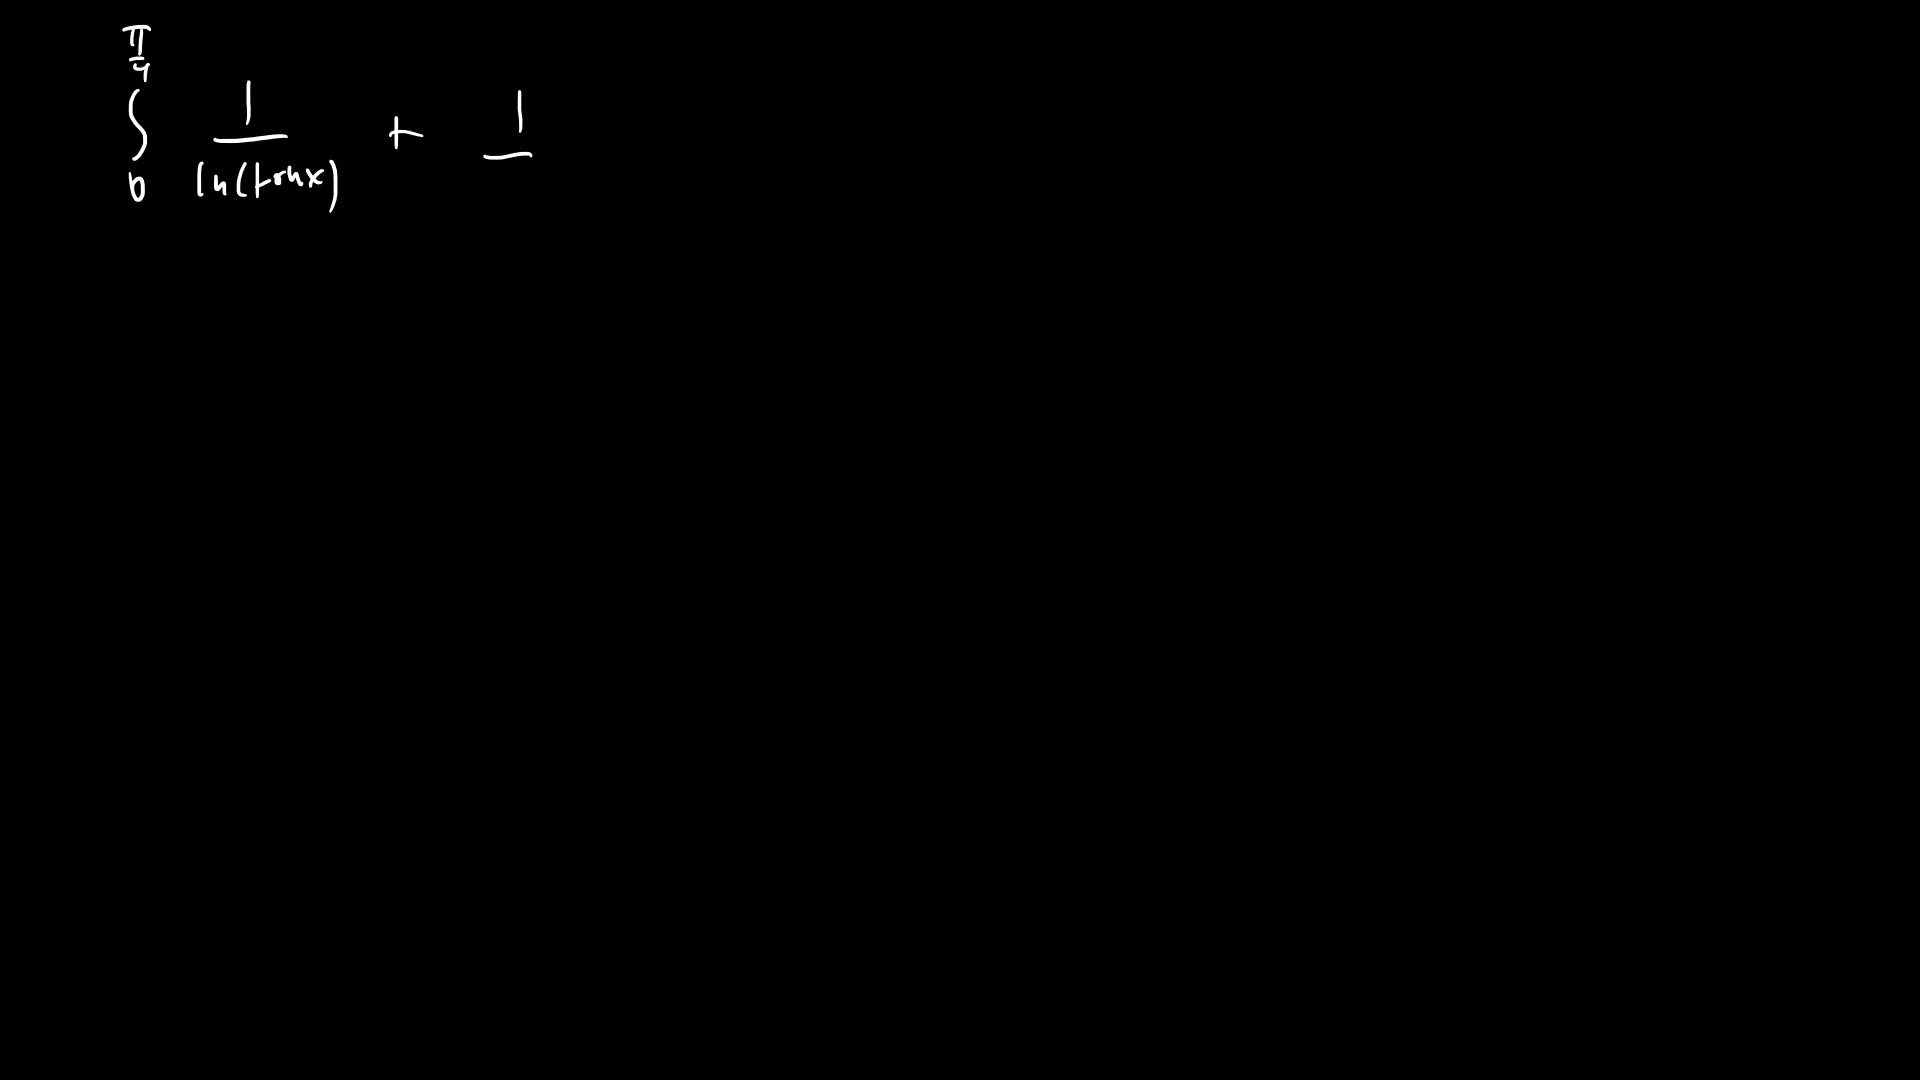 ∫₀^{π/4} 1/ln(tanx) + 1/